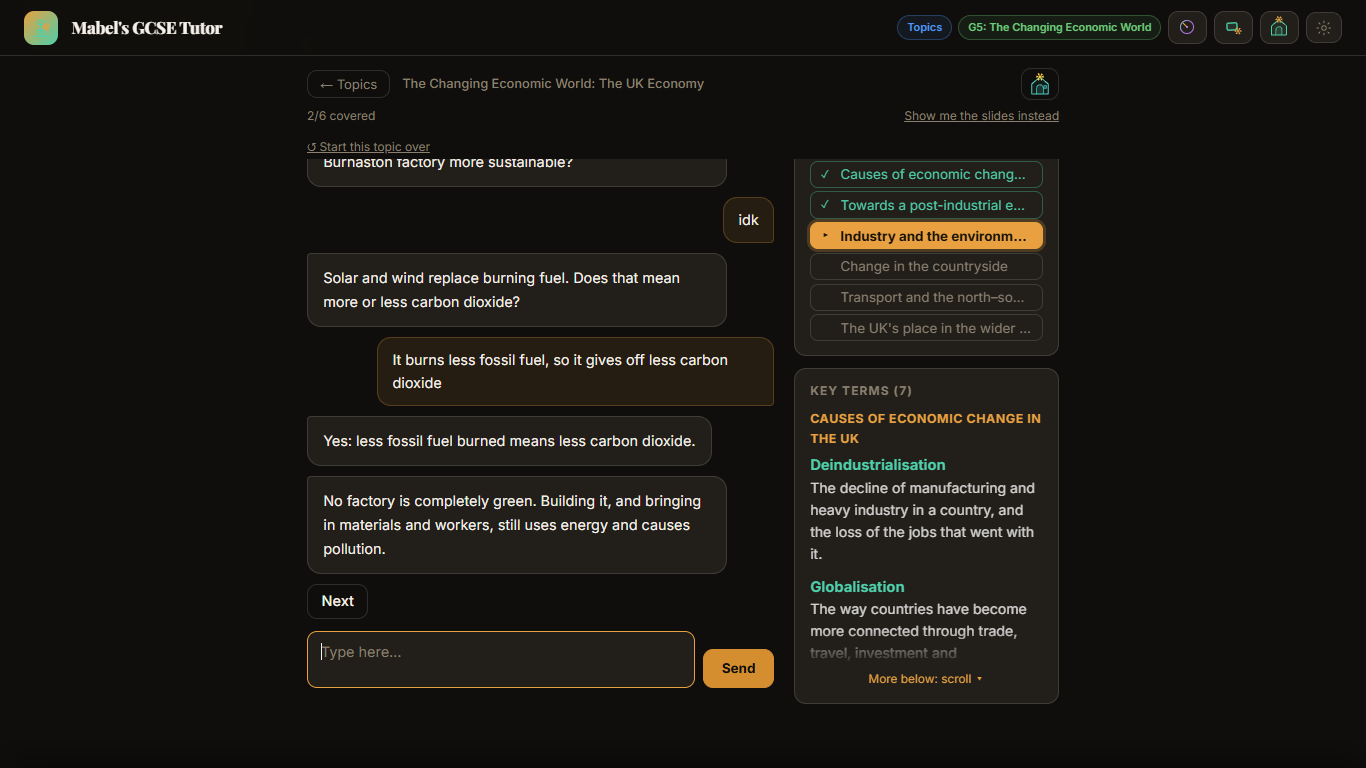 Mabel's GCSE Tutor
Topics
G5: The Changing Economic World
← Topics
The Changing Economic World: The UK Economy
2/6 covered
Show me the slides instead
↺ Start this topic over
Burnaston factory more sustainable?
idk
Solar and wind replace burning fuel. Does that mean
more or less carbon dioxide?
It burns less fossil fuel, so it gives off less carbon
dioxide
Yes: less fossil fuel burned means less carbon dioxide.
No factory is completely green. Building it, and bringing
in materials and workers, still uses energy and causes
pollution.
Next
Type here...
Send
✓ Causes of economic chang...
✓ Towards a post-industrial e...
▸ Industry and the environm...
Change in the countryside
Transport and the north–so...
The UK's place in the wider ...
KEY TERMS (7)
CAUSES OF ECONOMIC CHANGE IN
THE UK
Deindustrialisation
The decline of manufacturing and
heavy industry in a country, and
the loss of the jobs that went with
it.
Globalisation
The way countries have become
more connected through trade,
travel, investment and
More below: scroll ▾